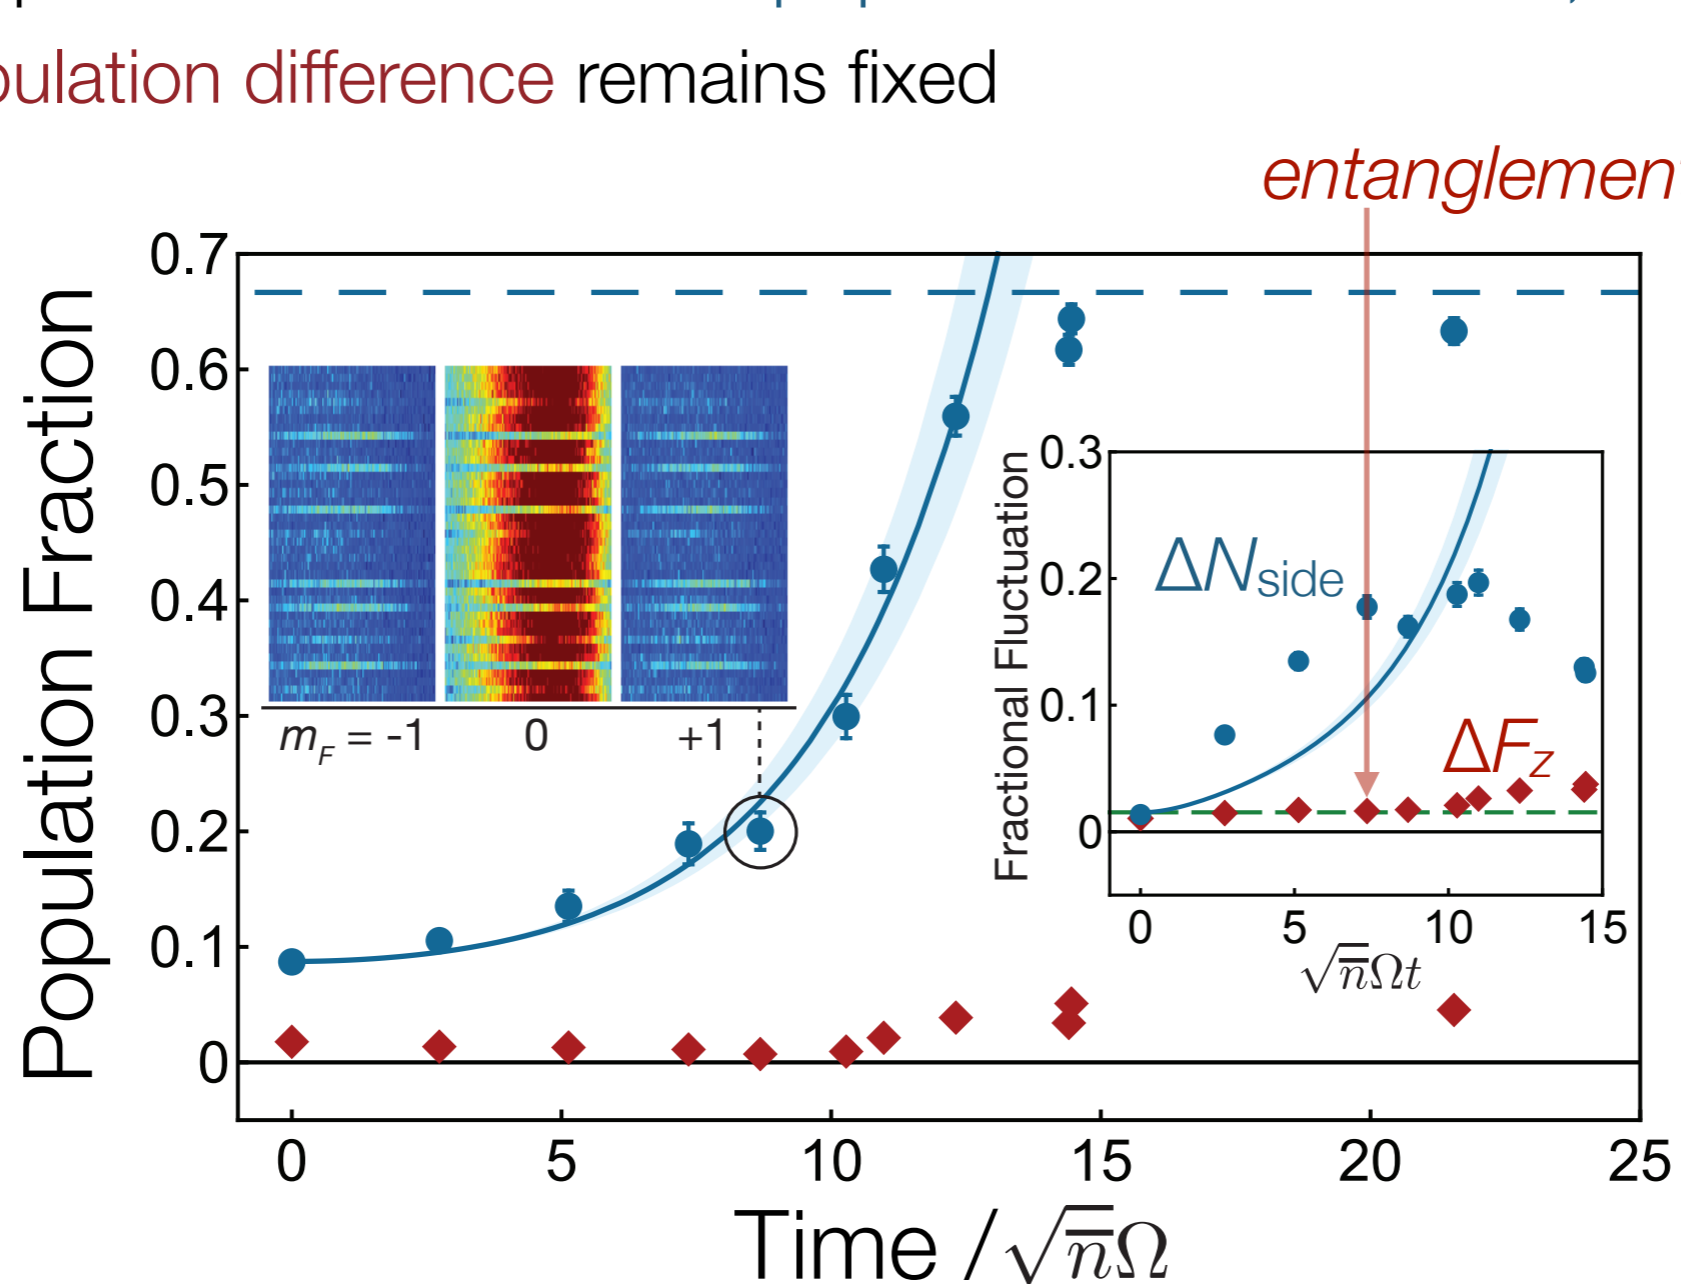 population difference remains fixed
entanglemen
Population Fraction
0.7
0.6
0.5
0.4
0.3
0.2
0.1
0
m_F = -1
0
+1
Fractional Fluctuation
0.3
0.2
0.1
0
ΔN_side
ΔF_z
0
5
10
15
√n̅Ωt
0
5
10
15
20
25
Time /√n̅Ω